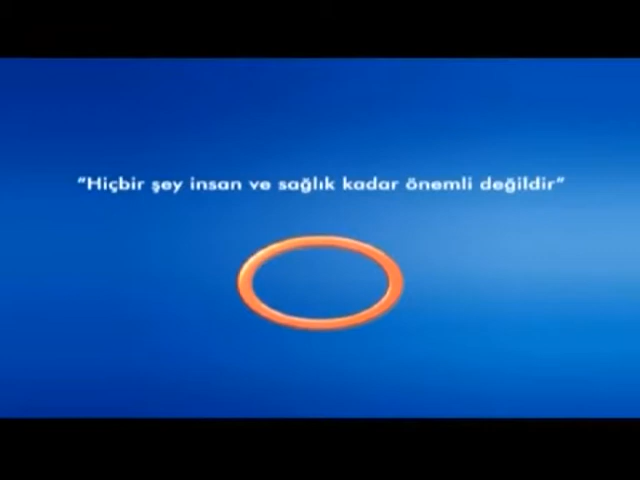 “Hiçbir şey insan ve sağlık kadar önemli değildir”